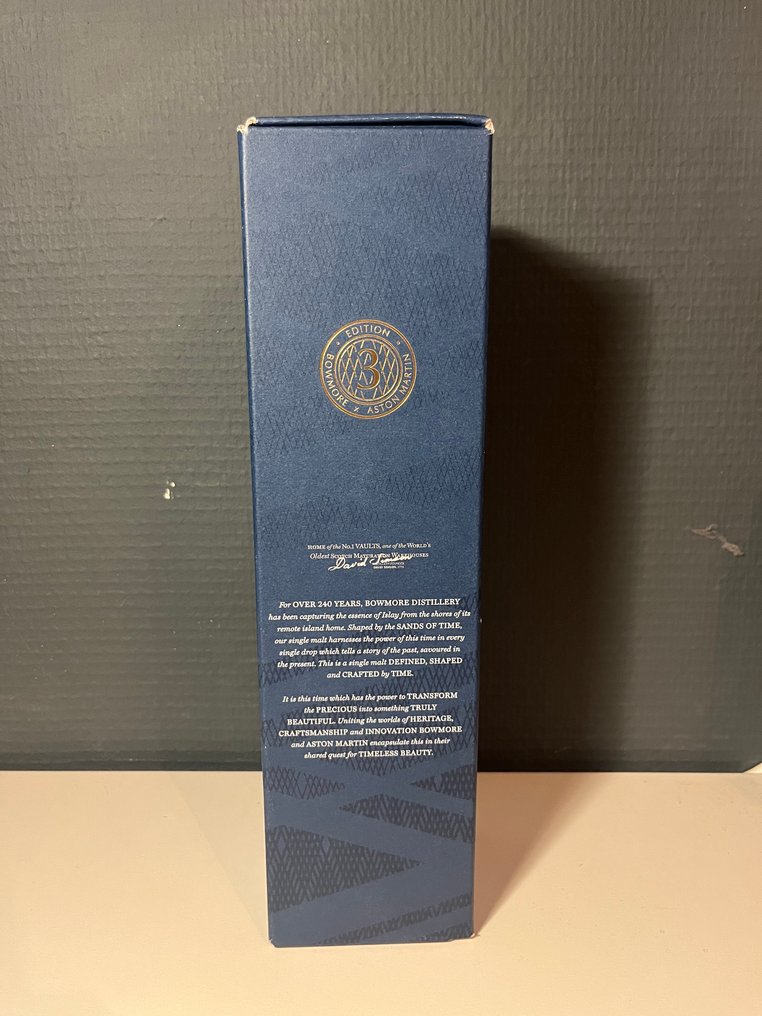 EDITION
3
BOWMORE x ASTON MARTIN
HOME of the No.1 VAULTS, one of the WORLD'S
Oldest SCOTCH MATURATION WAREHOUSES
David Simson
For OVER 240 YEARS, BOWMORE DISTILLERY
has been capturing the essence of Islay from the shores of its
remote island home. Shaped by the SANDS OF TIME,
our single malt harnesses the power of this time in every
single drop which tells a story of the past, savoured in
the present. This is a single malt DEFINED, SHAPED
and CRAFTED by TIME.
It is this time which has the power to TRANSFORM
the PRECIOUS into something TRULY
BEAUTIFUL. Uniting the worlds of HERITAGE,
CRAFTSMANSHIP and INNOVATION BOWMORE
and ASTON MARTIN encapsulate this in their
shared quest for TIMELESS BEAUTY.